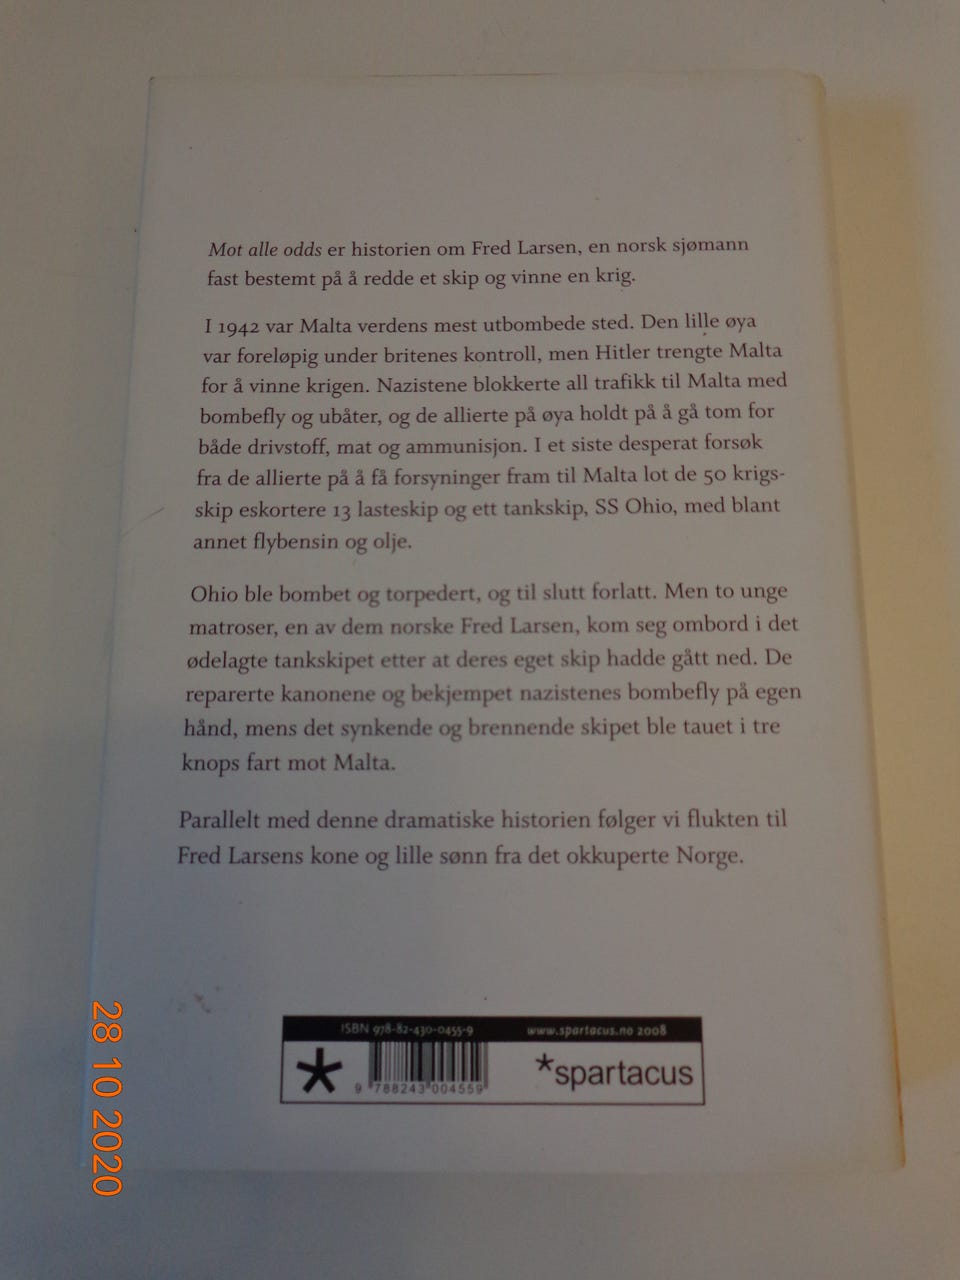 Mot alle odds er historien om Fred Larsen, en norsk sjømann
fast bestemt på å redde et skip og vinne en krig.
I 1942 var Malta verdens mest utbombede sted. Den lille øya
var foreløpig under britenes kontroll, men Hitler trengte Malta
for å vinne krigen. Nazistene blokkerte all trafikk til Malta med
bombefly og ubåter, og de allierte på øya holdt på å gå tom for
både drivstoff, mat og ammunisjon. I et siste desperat forsøk
fra de allierte på å få forsyninger fram til Malta lot de 50 krigs-
skip eskortere 13 lasteskip og ett tankskip, SS Ohio, med blant
annet flybensin og olje.
Ohio ble bombet og torpedert, og til slutt forlatt. Men to unge
matroser, en av dem norske Fred Larsen, kom seg ombord i det
ødelagte tankskipet etter at deres eget skip hadde gått ned. De
reparerte kanonene og bekjempet nazistenes bombefly på egen
hånd, mens det synkende og brennende skipet ble tauet i tre
knops fart mot Malta.
Parallelt med denne dramatiske historien følger vi flukten til
Fred Larsens kone og lille sønn fra det okkuperte Norge.
ISBN 978-82-430-0455-9 www.spartacus.no 2008
*spartacus
9 788243 004559
28 10 2020